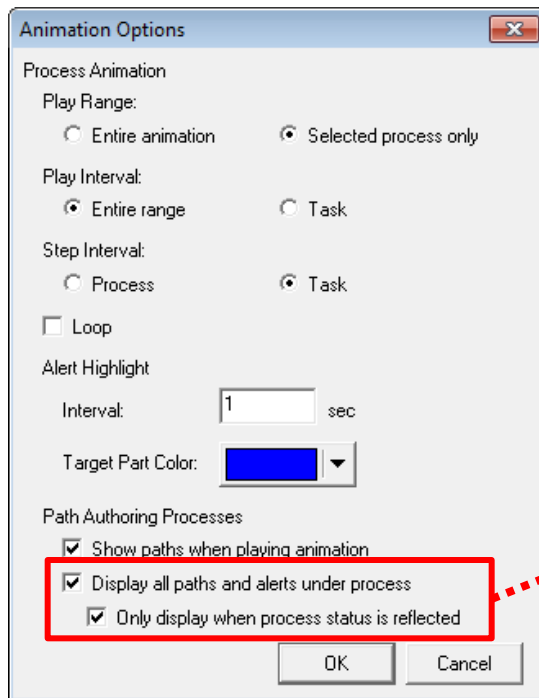 Animation Options
Process Animation
Play Range:
Entire animation Selected process only
Play Interval:
Entire range Task
Step Interval:
Process Task
Loop
Alert Highlight
Interval: 1 sec
Target Part Color:
Path Authoring Processes
Show paths when playing animation
Display all paths and alerts under process
Only display when process status is reflected
OK Cancel